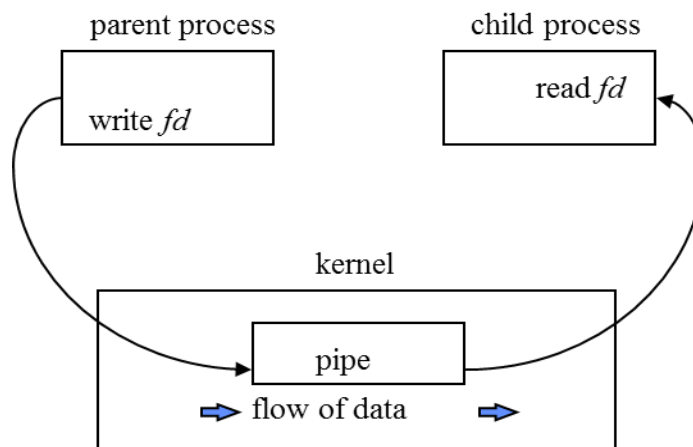 parent process
child process
write fd
read fd
kernel
pipe
flow of data